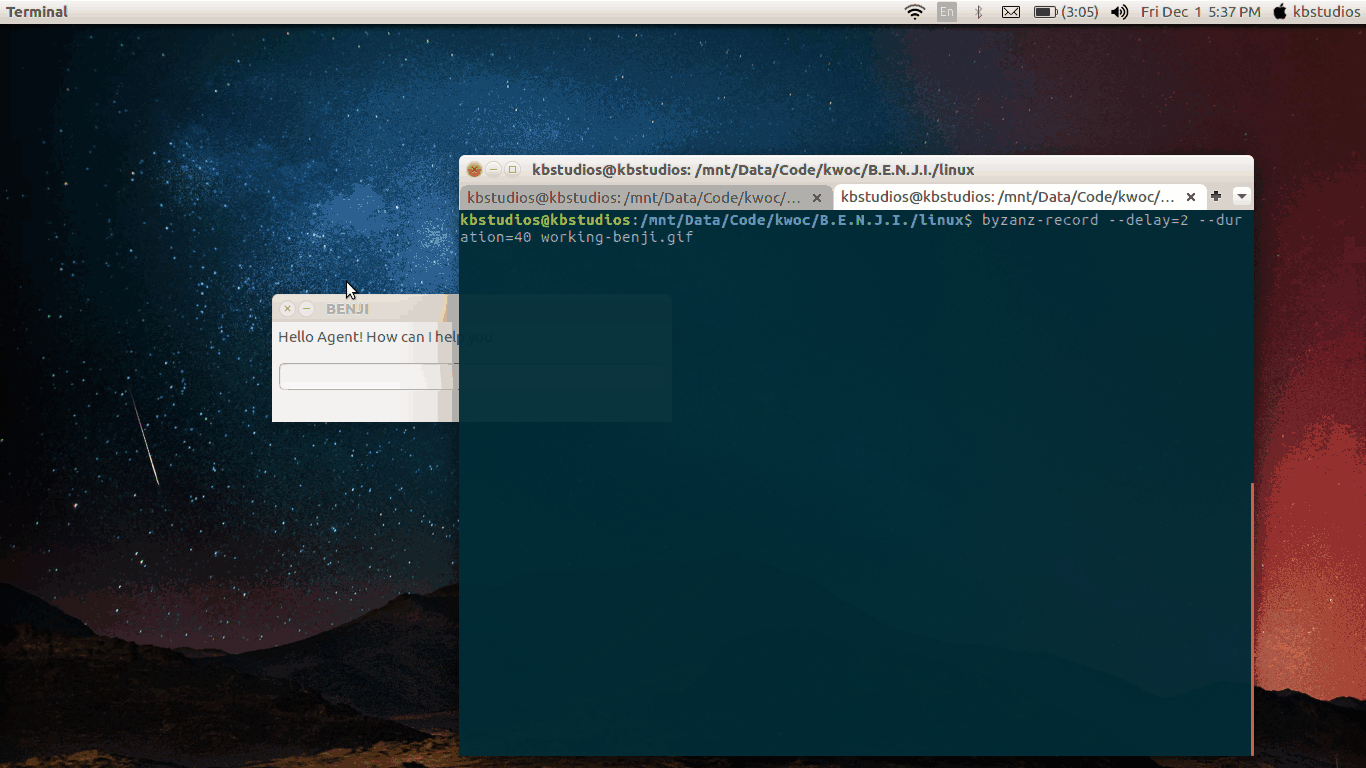 Terminal
En
(3:05)
Fri Dec 1 5:37 PM
kbstudios
kbstudios@kbstudios: /mnt/Data/Code/kwoc/B.E.N.J.I./linux
kbstudios@kbstudios: /mnt/Data/Code/kwoc/...
kbstudios@kbstudios: /mnt/Data/Code/kwoc/...
kbstudios@kbstudios:/mnt/Data/Code/kwoc/B.E.N.J.I./linux$ byzanz-record --delay=2 --dur
ation=40 working-benji.gif
BENJI
Hello Agent! How can I help you